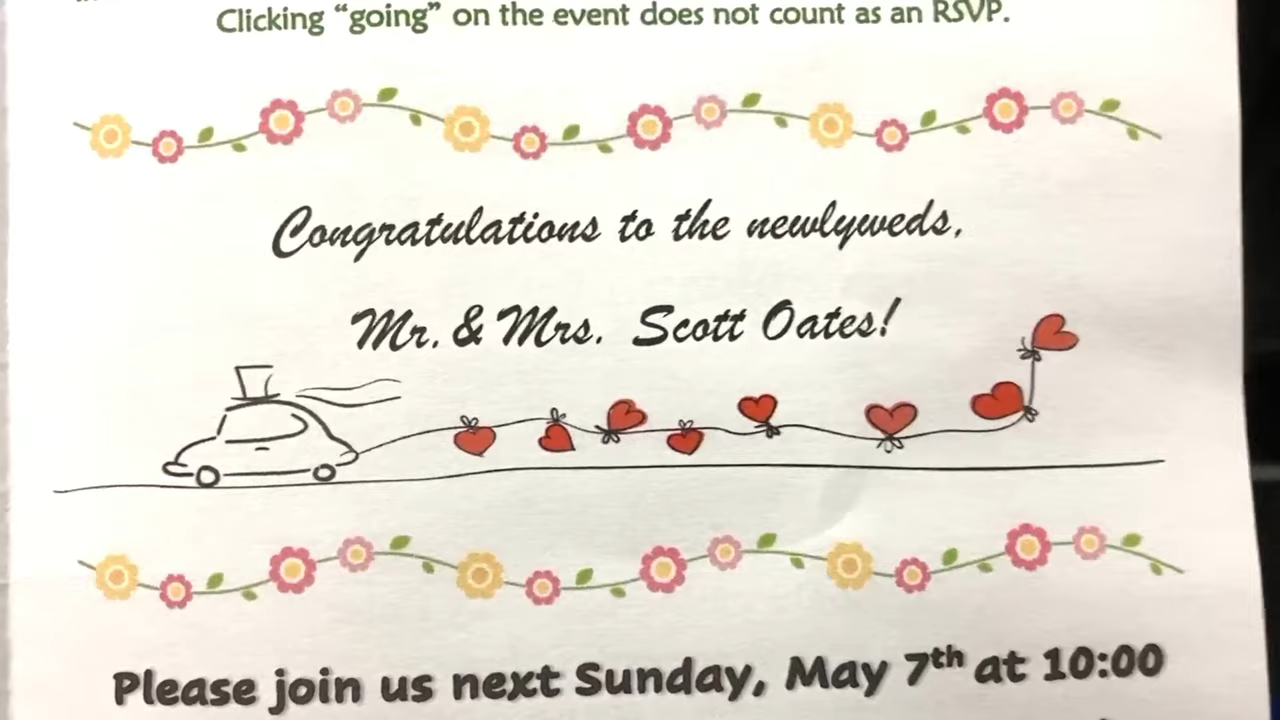 Clicking “going” on the event does not count as an RSVP.
Congratulations to the newlyweds,
Mr. & Mrs. Scott Oates!
Please join us next Sunday, May 7th at 10:00